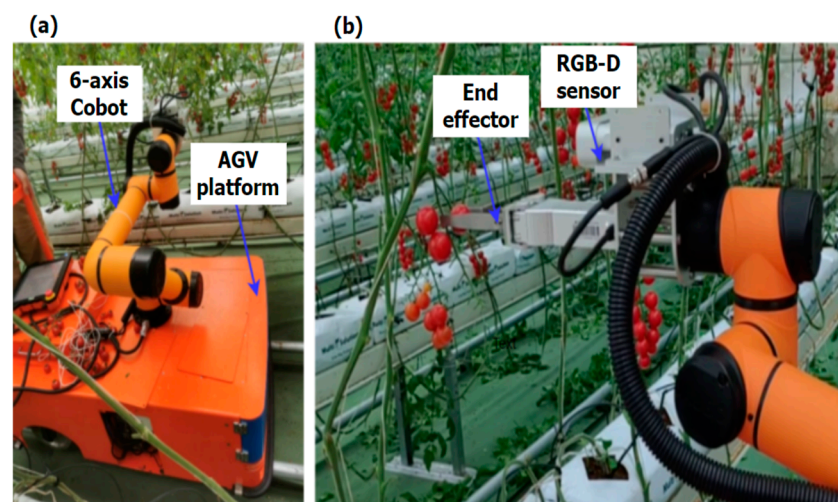 (a)
(b)
6-axis
Cobot
AGV
platform
End
effector
RGB-D
sensor